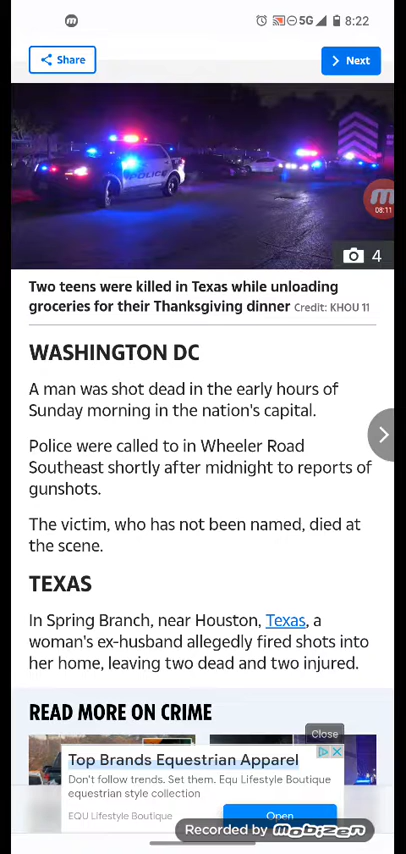 5G 8:22
Share
Next
POLICE
08:11
4
Two teens were killed in Texas while unloading
groceries for their Thanksgiving dinner Credit: KHOU 11
WASHINGTON DC
A man was shot dead in the early hours of
Sunday morning in the nation's capital.
Police were called to in Wheeler Road
Southeast shortly after midnight to reports of
gunshots.
The victim, who has not been named, died at
the scene.
TEXAS
In Spring Branch, near Houston, Texas, a
woman's ex-husband allegedly fired shots into
her home, leaving two dead and two injured.
READ MORE ON CRIME
Close
Top Brands Equestrian Apparel
Don't follow trends. Set them. Equ Lifestyle Boutique
equestrian style collection
EQU Lifestyle Boutique
Open
Recorded by mobizen